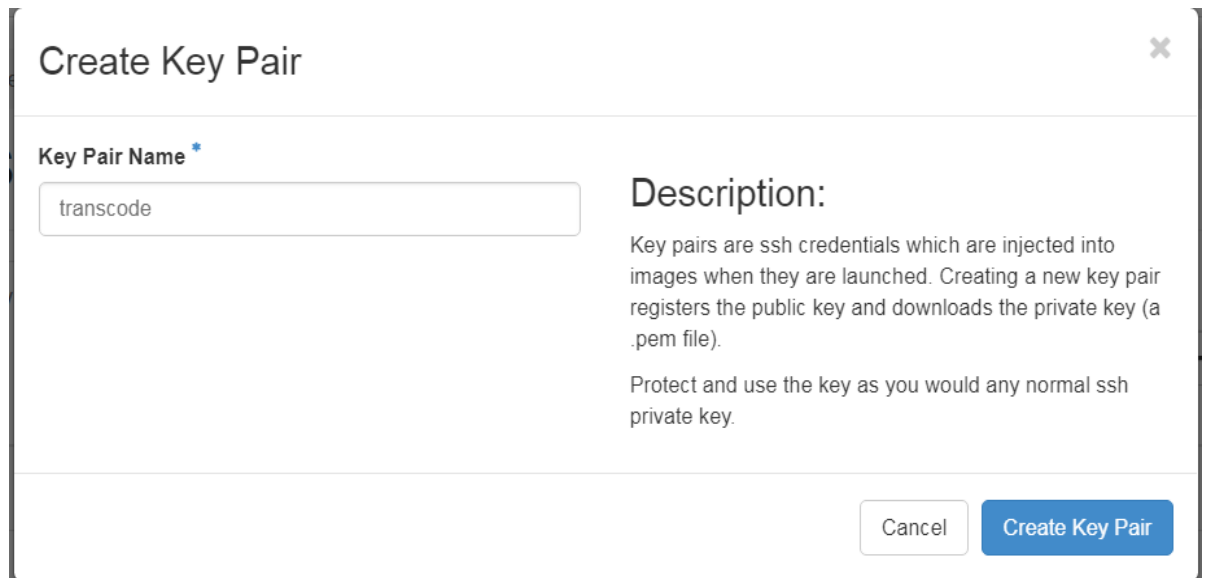 Create Key Pair
×
Key Pair Name *
transcode
Description:
Key pairs are ssh credentials which are injected into
images when they are launched. Creating a new key pair
registers the public key and downloads the private key (a
.pem file).
Protect and use the key as you would any normal ssh
private key.
Cancel
Create Key Pair